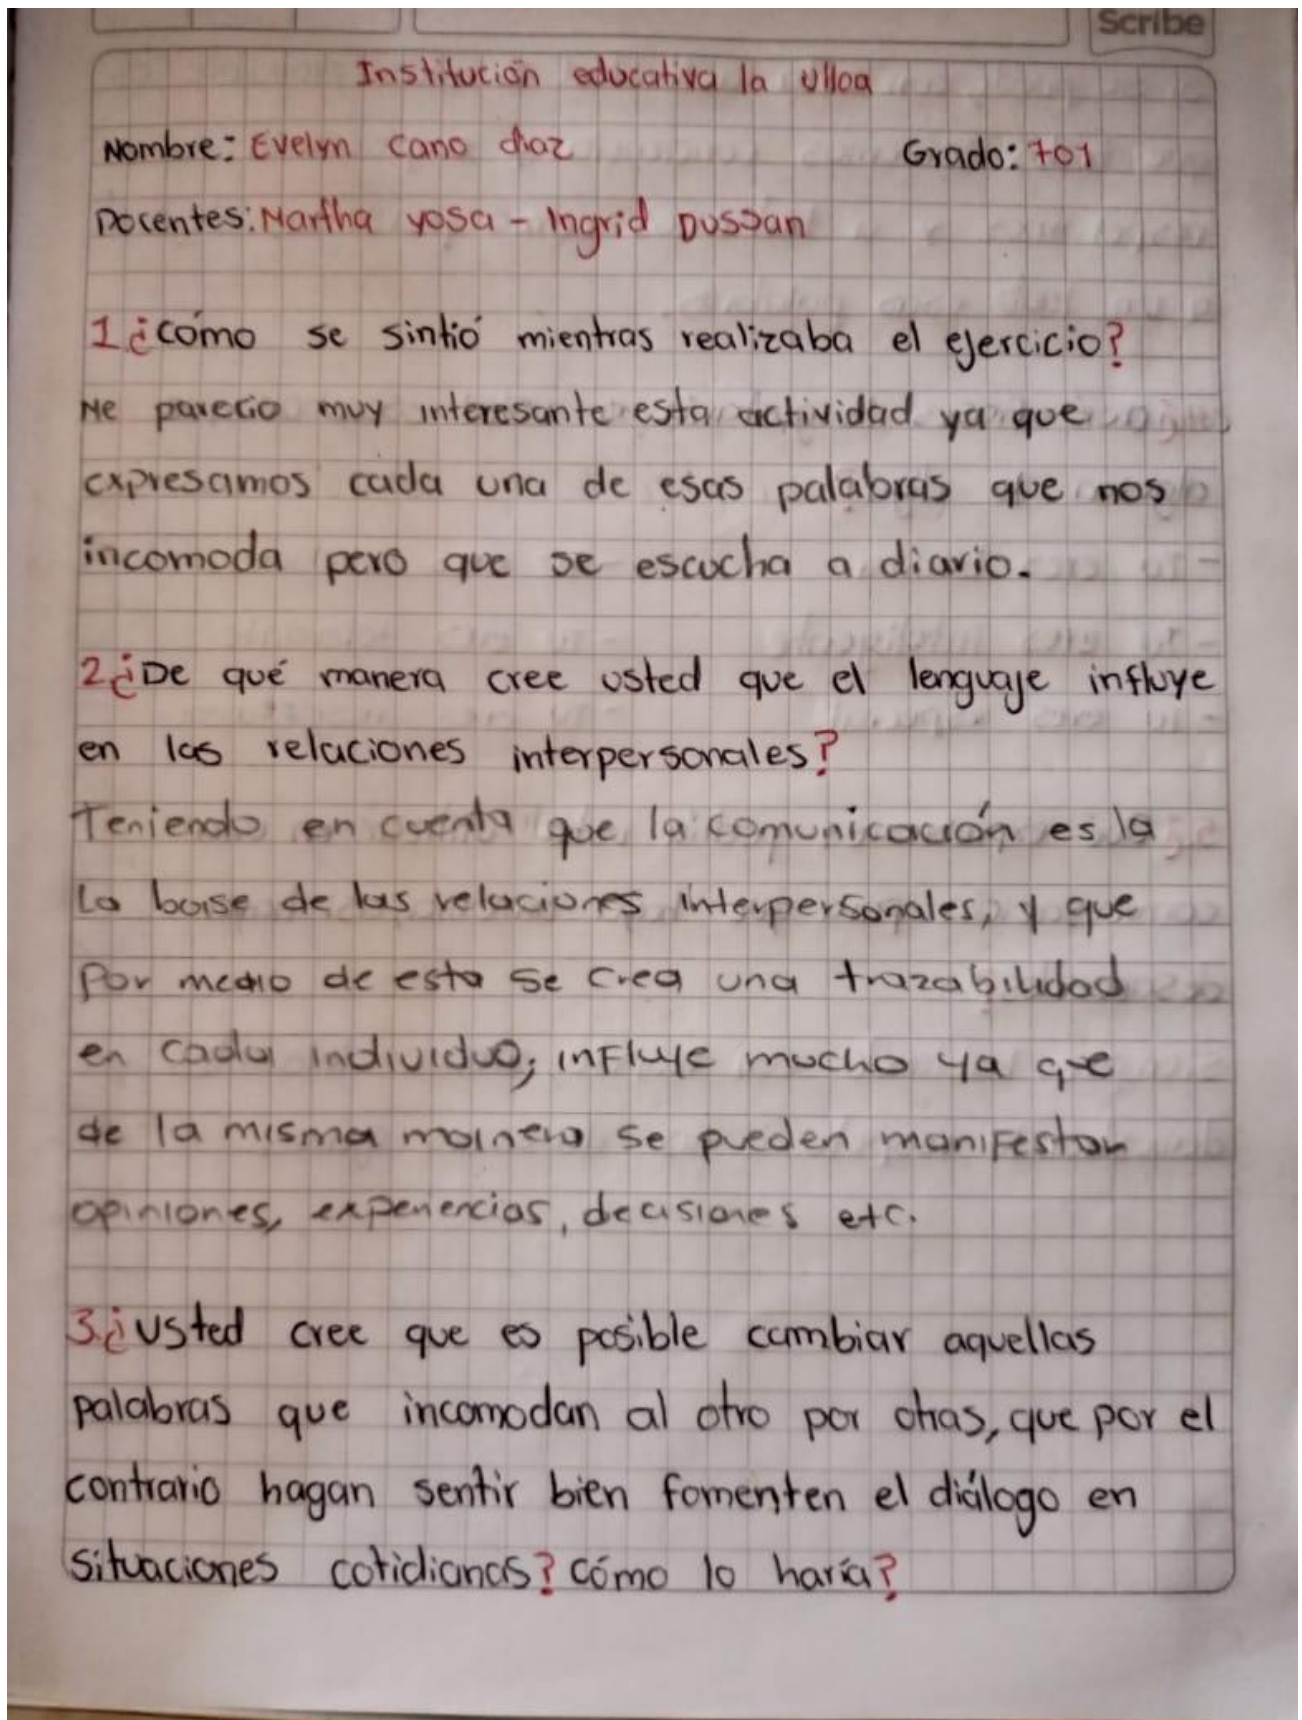 Scribe
Institución educativa la Ulloa
Nombre: Evelyn Cano diaz Grado: 701
Docentes: Martha yosa - Ingrid Dussan
1 ¿cómo se sintió mientras realizaba el ejercicio?
Me parecio muy interesante esta actividad ya que
expresamos cada una de esas palabras que nos
incomoda pero que se escucha a diario.
2 ¿De qué manera cree usted que el lenguaje influye
en las relaciones interpersonales?
Teniendo en cuenta que la comunicación es la
la base de las relaciones interpersonales, y que
por medio de esta se crea una trazabilidad
en cada individuo; influye mucho ya que
de la misma manera se pueden manifestar
opiniones, experiencias, decisiones etc.
3. ¿Usted cree que es posible cambiar aquellas
palabras que incomodan al otro por otras, que por el
contrario hagan sentir bien fomenten el diálogo en
situaciones cotidianas? cómo lo haría?